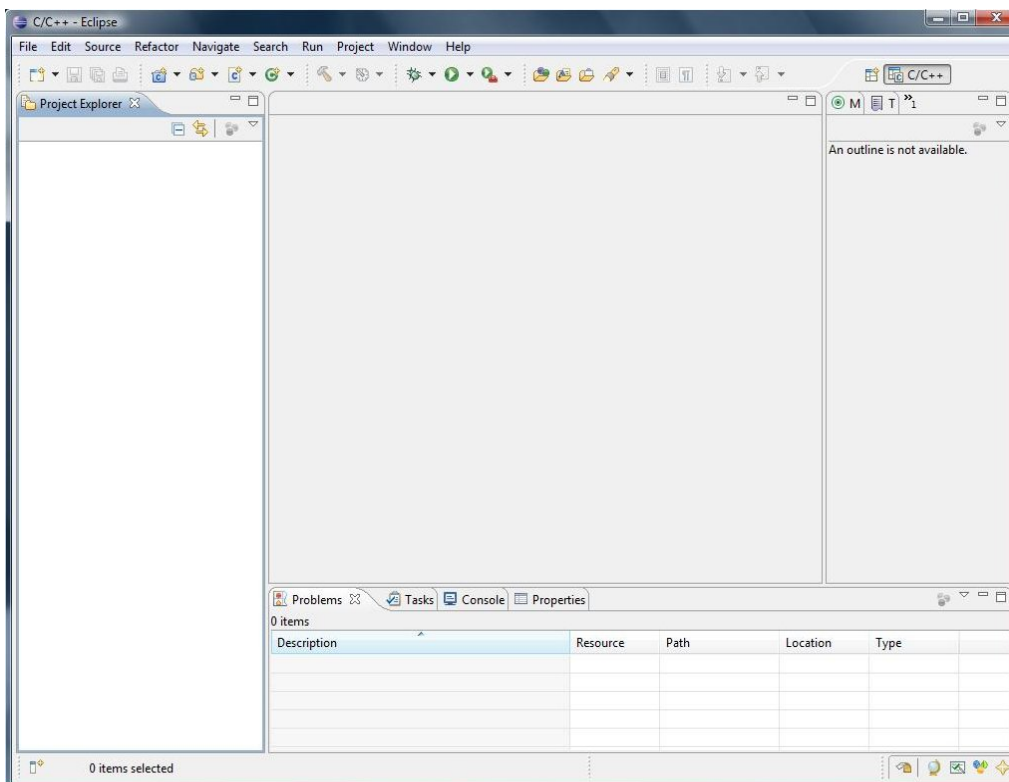 C/C++ - Eclipse
File Edit Source Refactor Navigate Search Run Project Window Help
C/C++
Project Explorer
M T »1
An outline is not available.
Problems Tasks Console Properties
0 items
Description Resource Path Location Type
0 items selected